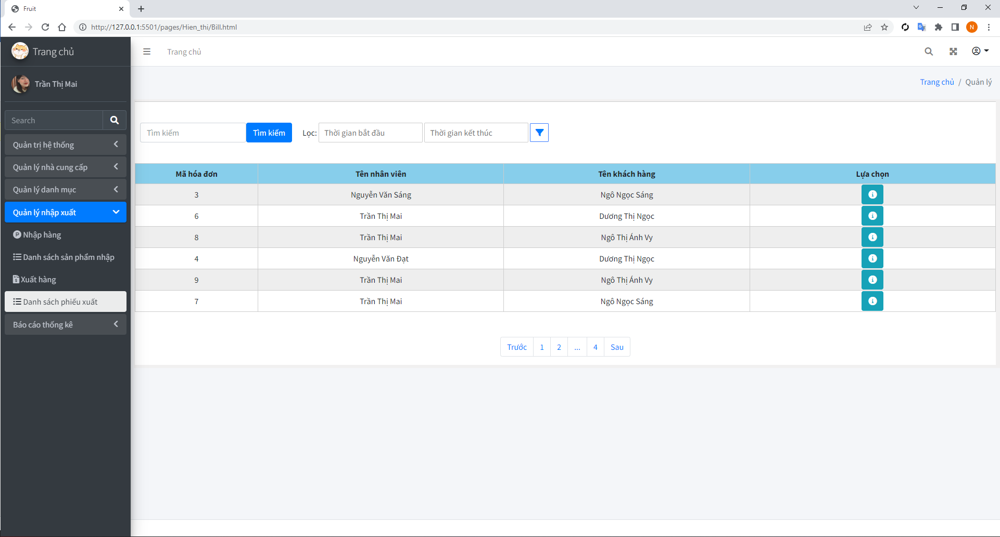 Fruit
http://127.0.0.1:5501/pages/Hien_thi/Bill.html
N
Trang chủ
Trang chủ
Trần Thị Mai
Trang chủ / Quản lý
Search
Tìm kiếm Tìm kiếm Lọc: Thời gian bắt đầu Thời gian kết thúc
Quản trị hệ thống
Quản lý nhà cung cấp
Quản lý danh mục
Quản lý nhập xuất
Nhập hàng
Danh sách sản phẩm nhập
Xuất hàng
Danh sách phiếu xuất
Báo cáo thống kê
Mã hóa đơn Tên nhân viên Tên khách hàng Lựa chọn
3 Nguyễn Văn Sáng Ngô Ngọc Sáng
6 Trần Thị Mai Dương Thị Ngọc
8 Trần Thị Mai Ngô Thị Ánh Vy
4 Nguyễn Văn Đạt Dương Thị Ngọc
9 Trần Thị Mai Ngô Thị Ánh Vy
7 Trần Thị Mai Ngô Ngọc Sáng
Trước 1 2 ... 4 Sau